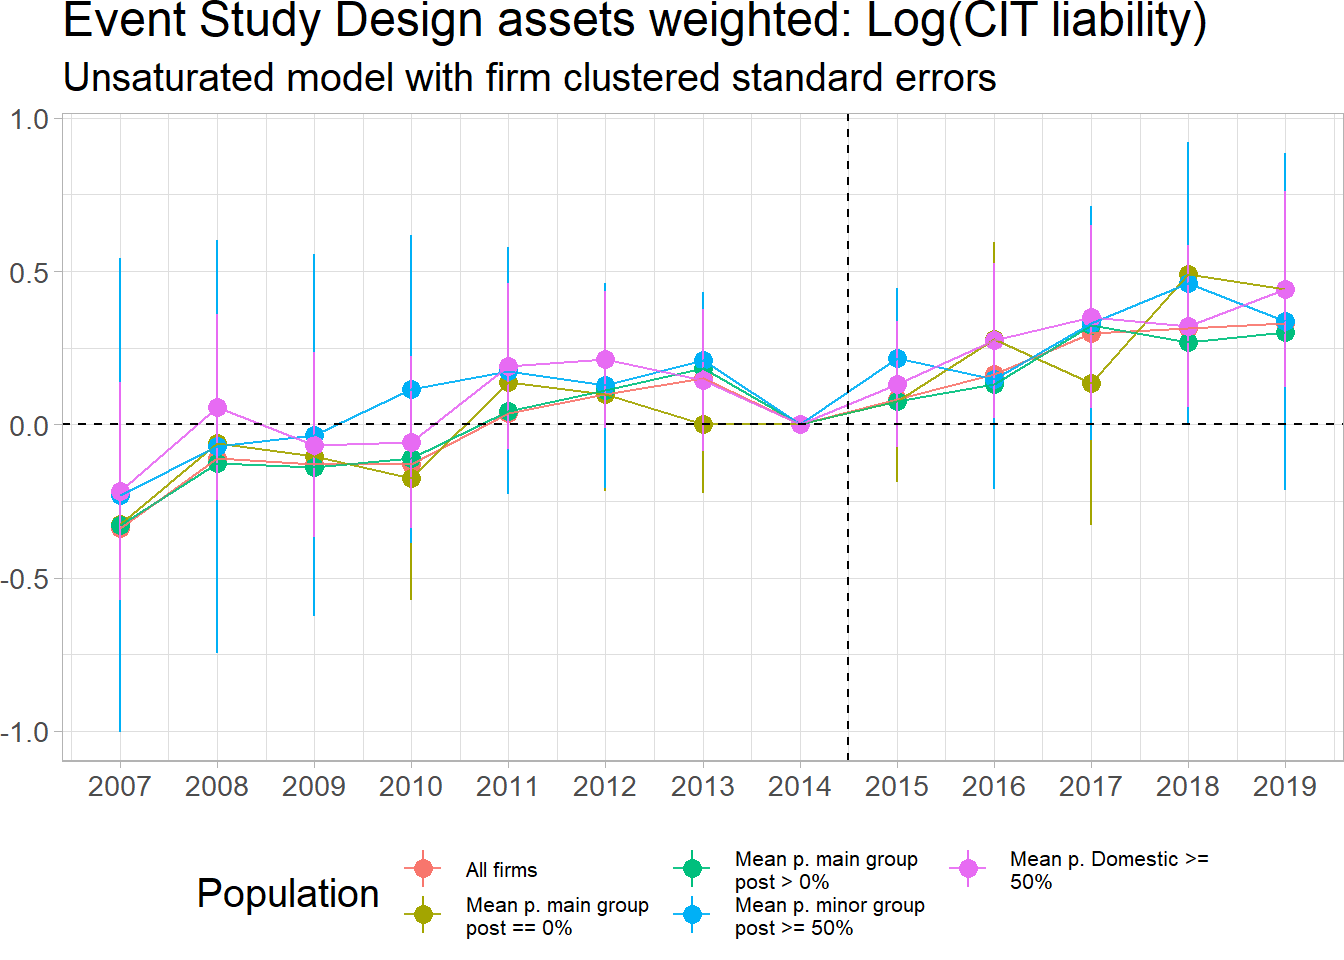 Event Study Design assets weighted: Log(CIT liability)
Unsaturated model with firm clustered standard errors
1.0
0.5
0.0
-0.5
-1.0
2007 2008 2009 2010 2011 2012 2013 2014 2015 2016 2017 2018 2019
Population
All firms
Mean p. main group
post == 0%
Mean p. main group
post > 0%
Mean p. minor group
post >= 50%
Mean p. Domestic >=
50%